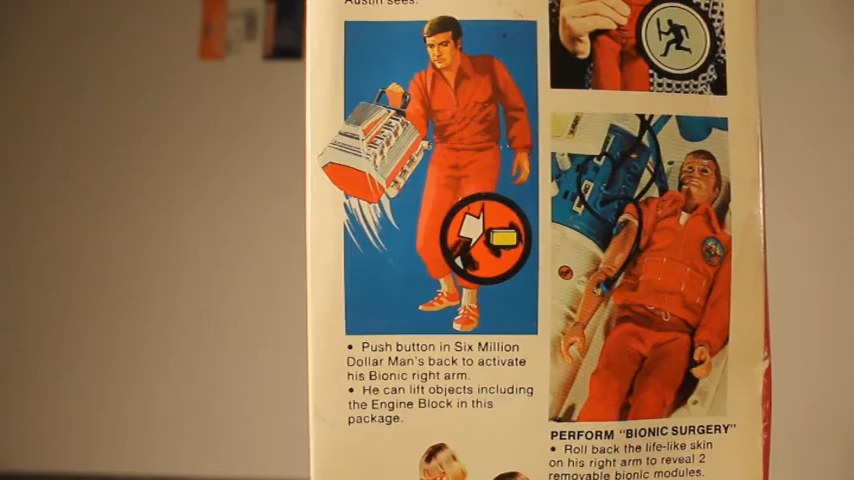 Austin sees.
• Push button in Six Million
Dollar Man's back to activate
his Bionic right arm.
• He can lift objects including
the Engine Block in this
package.
PERFORM "BIONIC SURGERY"
• Roll back the life-like skin
on his right arm to reveal 2
removable bionic modules.